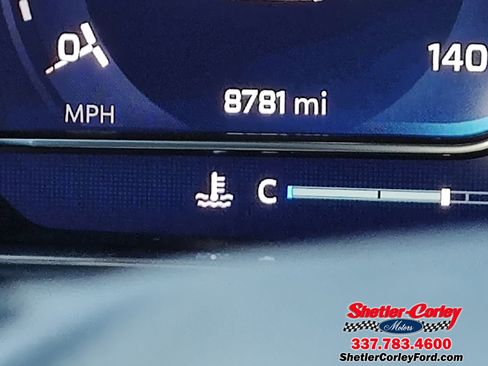 0
140
8781 mi
MPH
C
Shetler-Corley
Motors
337.783.4600
ShetlerCorleyFord.com